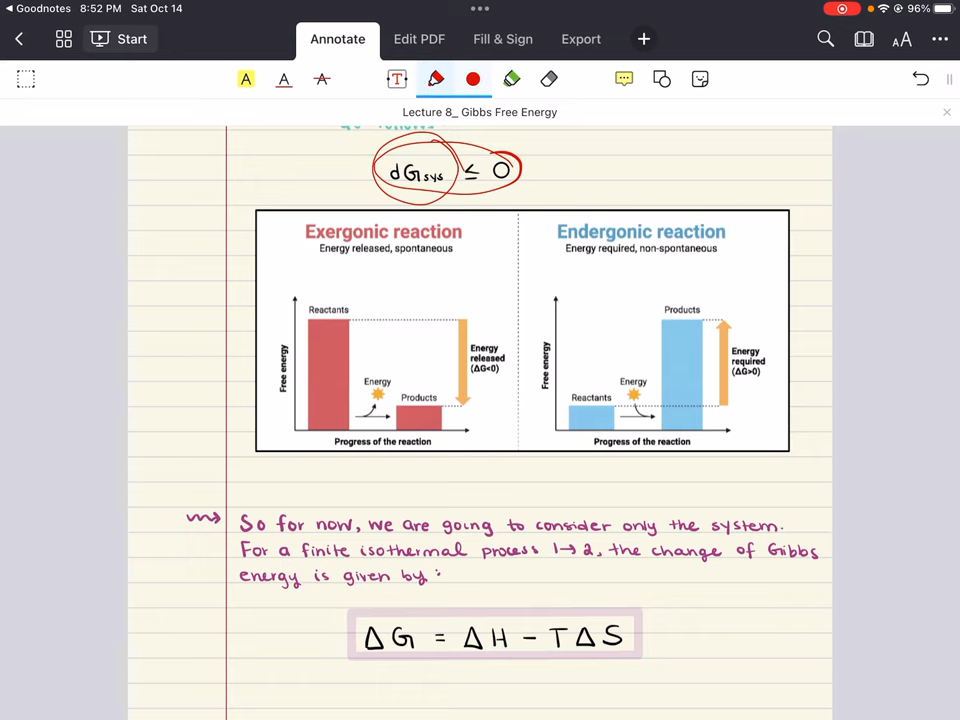 Goodnotes 8:52 PM Sat Oct 14 96%
Start Annotate Edit PDF Fill & Sign Export
A A A T AA
Lecture 8_ Gibbs Free Energy
dGsys ≤ 0
Exergonic reaction
Energy released, spontaneous
Free energy
Reactants
Energy
Products
Energy
released
(ΔG<0)
Progress of the reaction
Endergonic reaction
Energy required, non-spontaneous
Free energy
Reactants
Energy
Products
Energy
required
(ΔG>0)
Progress of the reaction
So for now, we are going to consider only the system.
For a finite isothermal process 1→2, the change of Gibbs
energy is given by:
ΔG = ΔH - TΔS